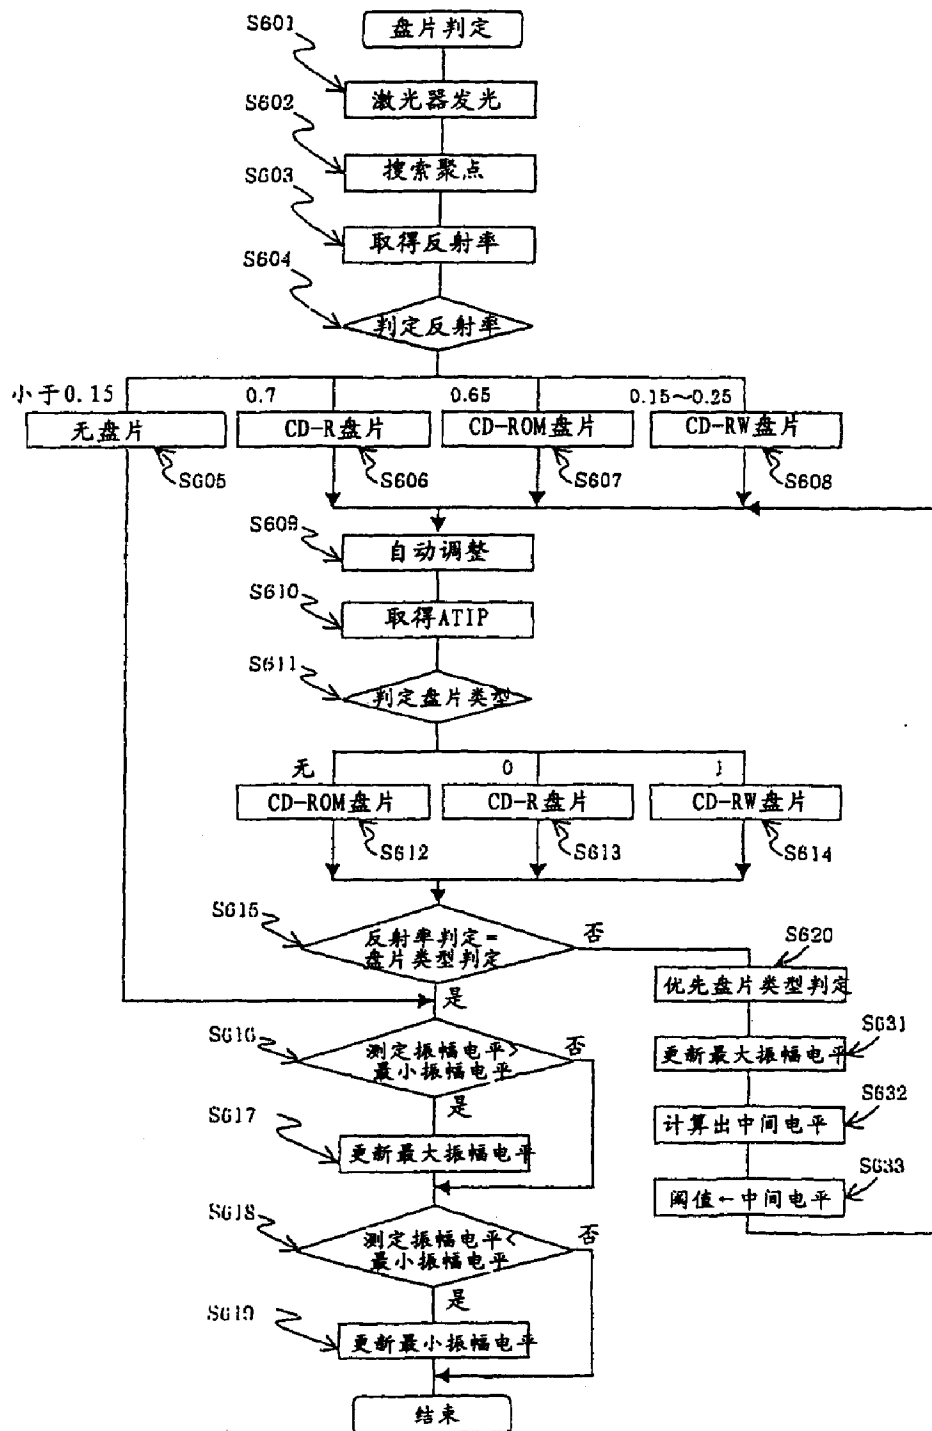 盘片判定
S601
激光器发光
S602
搜索聚点
S603
取得反射率
S604
判定反射率
小于0.15
0.7
0.65
0.15~0.25
无盘片
CD-R盘片
CD-ROM盘片
CD-RW盘片
S605
S606
S607
S608
S609
自动调整
S610
取得ATIP
S611
判定盘片类型
无
0
1
CD-ROM盘片
CD-R盘片
CD-RW盘片
S612
S613
S614
S615
反射率判定=
盘片类型判定
否
是
S620
优先盘片类型判定
S616
测定振幅电平>
最小振幅电平
否
是
S631
更新最大振幅电平
S617
更新最大振幅电平
S632
计算出中间电平
S633
阈值←中间电平
S618
测定振幅电平<
最小振幅电平
否
是
S619
更新最小振幅电平
结束